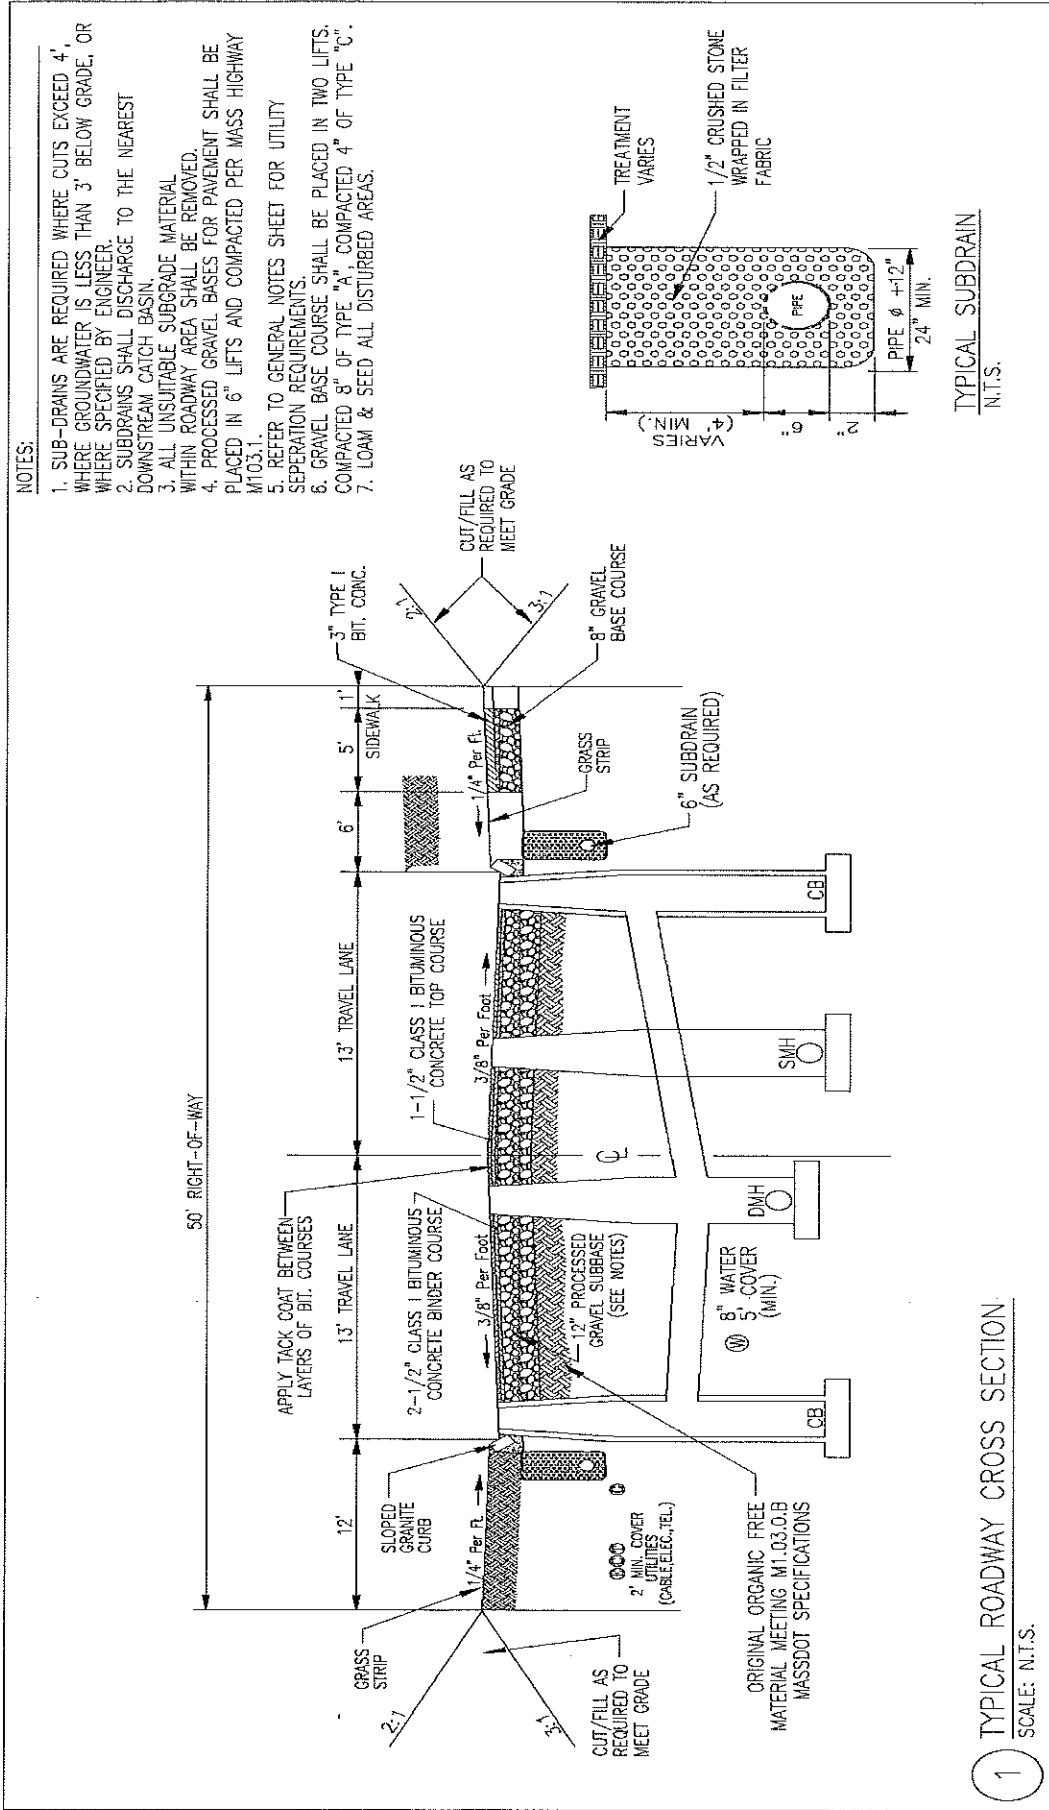 NOTES:
1. SUB-DRAINS ARE REQUIRED WHERE CUTS EXCEED 4',
WHERE GROUNDWATER IS LESS THAN 3' BELOW GRADE, OR
WHERE SPECIFIED BY ENGINEER.
2. SUBDRAINS SHALL DISCHARGE TO THE NEAREST
DOWNSTREAM CATCH BASIN.
3. ALL UNSUITABLE SUBGRADE MATERIAL
WITHIN ROADWAY AREA SHALL BE REMOVED.
4. PROCESSED GRAVEL BASES FOR PAVEMENT SHALL BE
PLACED IN 6" LIFTS AND COMPACTED PER MASS HIGHWAY
M103.1.
5. REFER TO GENERAL NOTES SHEET FOR UTILITY
SEPERATION REQUIREMENTS.
6. GRAVEL BASE COURSE SHALL BE PLACED IN TWO LIFTS.
COMPACTED 8" OF TYPE "A", COMPACTED 4" OF TYPE "C".
7. LOAM & SEED ALL DISTURBED AREAS.
50' RIGHT-OF-WAY
12'
13' TRAVEL LANE
13' TRAVEL LANE
6'
5'
SIDEWALK
1'
APPLY TACK COAT BETWEEN
LAYERS OF BIT. COURSES
3" TYPE I
BIT. CONC.
GRASS
STRIP
SLOPED
GRANITE
CURB
2-1/2" CLASS I BITUMINOUS
CONCRETE BINDER COURSE
1-1/2" CLASS I BITUMINOUS
CONCRETE TOP COURSE
CUT/FILL AS
REQUIRED TO
MEET GRADE
2:1
3:1
2:1
3:1
1/4" Per Ft.
3/8" Per Foot
3/8" Per Foot
1/4" Per Ft.
CUT/FILL AS
REQUIRED TO
MEET GRADE
8" GRAVEL
BASE COURSE
GRASS
STRIP
6" SUBDRAIN
(AS REQUIRED)
12" PROCESSED
GRAVEL SUBBASE
(SEE NOTES)
2' MIN. COVER
UTILITIES
(CABLE,ELEC.,TEL.)
G
W
8" WATER
5' COVER
(MIN.)
CL
CB
DMH
SMH
CB
ORIGINAL ORGANIC FREE
MATERIAL MEETING M1.03.0.B
MASSDOT SPECIFICATIONS
TREATMENT
VARIES
1/2" CRUSHED STONE
WRAPPED IN FILTER
FABRIC
VARIES
(4' MIN.)
6"
2"
PIPE
PIPE ø +12"
24" MIN.
TYPICAL SUBDRAIN
N.T.S.
1
TYPICAL ROADWAY CROSS SECTION
SCALE: N.T.S.